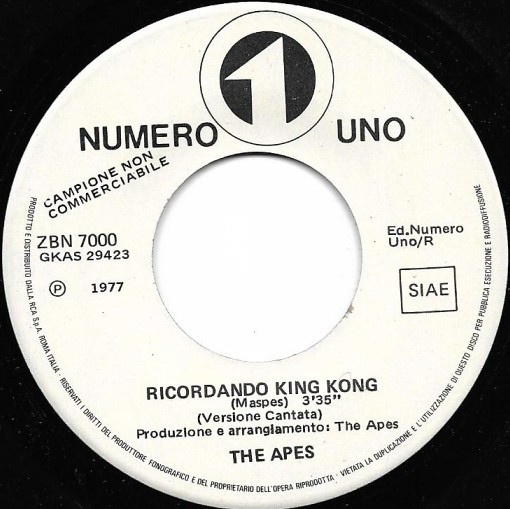 1
NUMERO UNO
CAMPIONE NON
COMMERCIABILE
ZBN 7000
GKAS 29423
Ed.Numero
Uno/R
P 1977
SIAE
RICORDANDO KING KONG
(Maspes) 3'35"
(Versione Cantata)
Produzione e arrangiamento: The Apes
THE APES
PRODOTTO E DISTRIBUITO DALLA RCA S.p.A. ROMA ITALIA - RISERVATI I DIRITTI DEL PRODUTTORE FONOGRAFICO E DEL PROPRIETARIO DELL'OPERA RIPRODOTTA - VIETATA LA DUPLICAZIONE E L'UTILIZZAZIONE DI QUESTO DISCO PER PUBBLICA ESECUZIONE E RADIODIFFUSIONE